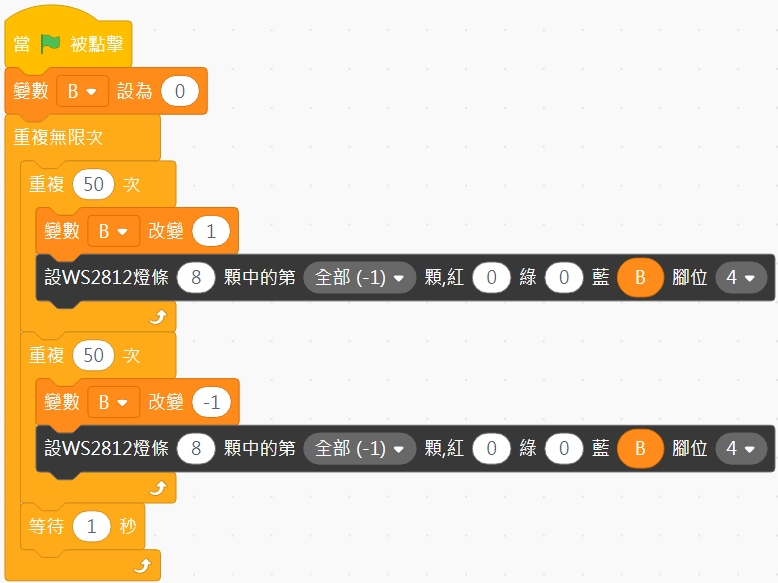 當 被點擊
變數 B 設為 0
重複無限次
重複 50 次
變數 B 改變 1
設WS2812燈條 8 顆中的第 全部 (-1) 顆,紅 0 綠 0 藍 B 腳位 4
重複 50 次
變數 B 改變 -1
設WS2812燈條 8 顆中的第 全部 (-1) 顆,紅 0 綠 0 藍 B 腳位 4
等待 1 秒